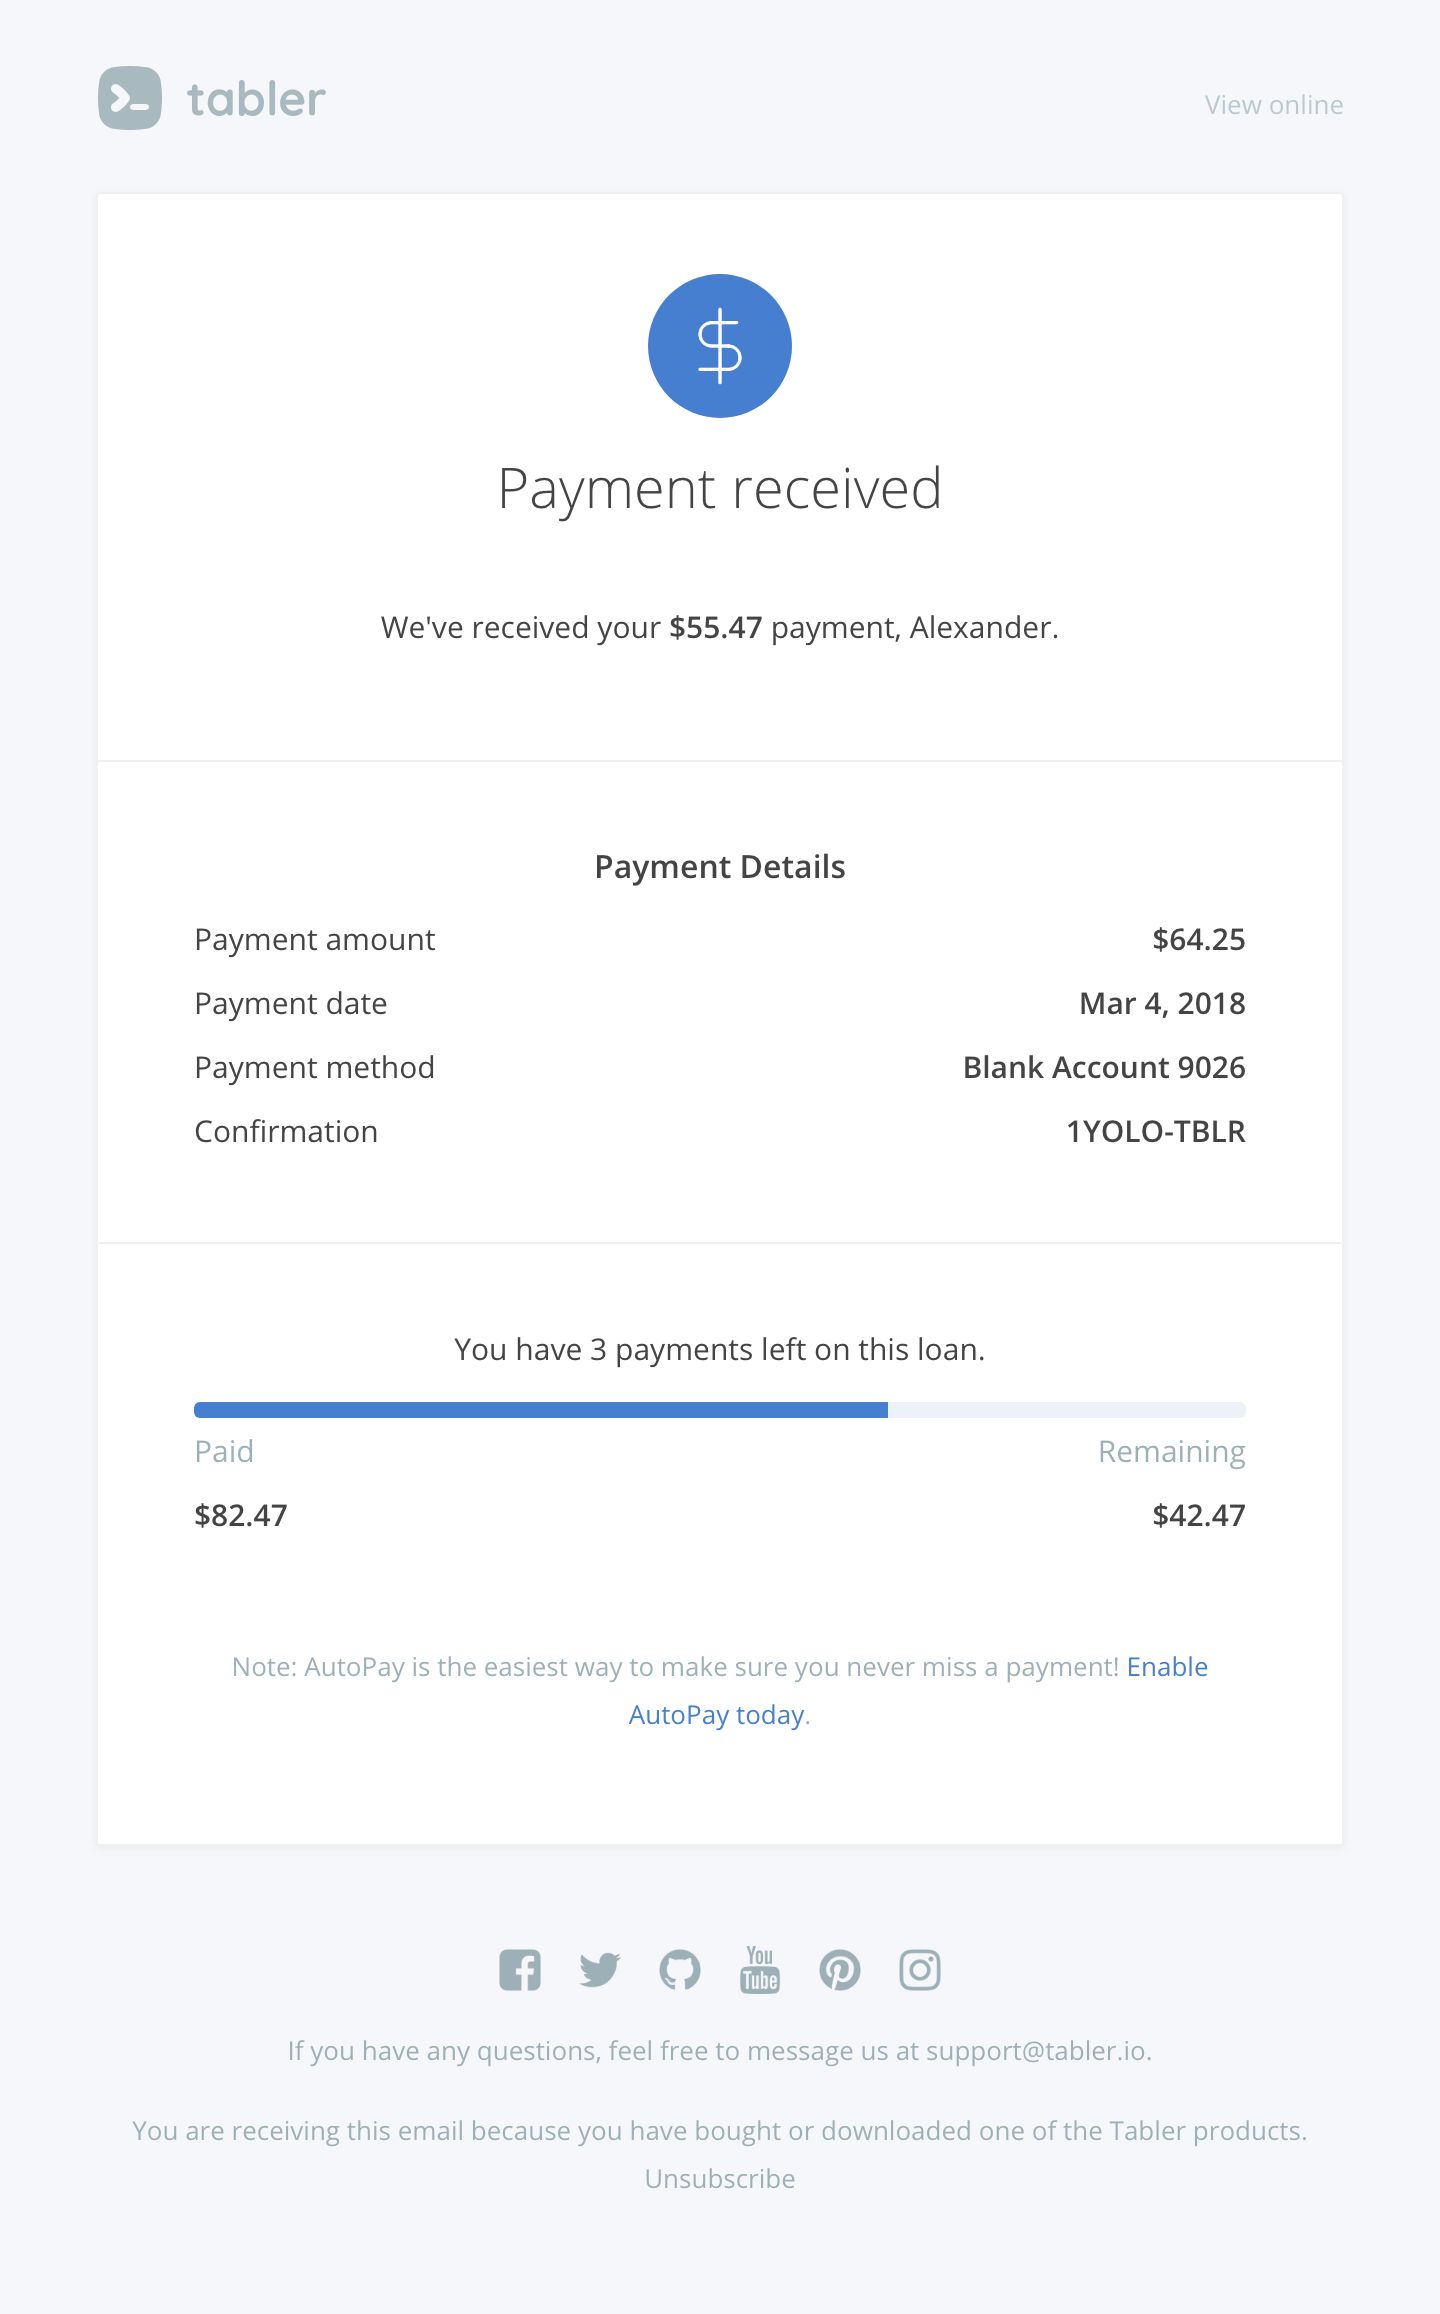 tabler
View online
Payment received
We've received your $55.47 payment, Alexander.
Payment Details
Payment amount $64.25
Payment date Mar 4, 2018
Payment method Blank Account 9026
Confirmation 1YOLO-TBLR
You have 3 payments left on this loan.
Paid Remaining
$82.47 $42.47
Note: AutoPay is the easiest way to make sure you never miss a payment! Enable
AutoPay today.
You
Tube
If you have any questions, feel free to message us at support@tabler.io.
You are receiving this email because you have bought or downloaded one of the Tabler products.
Unsubscribe